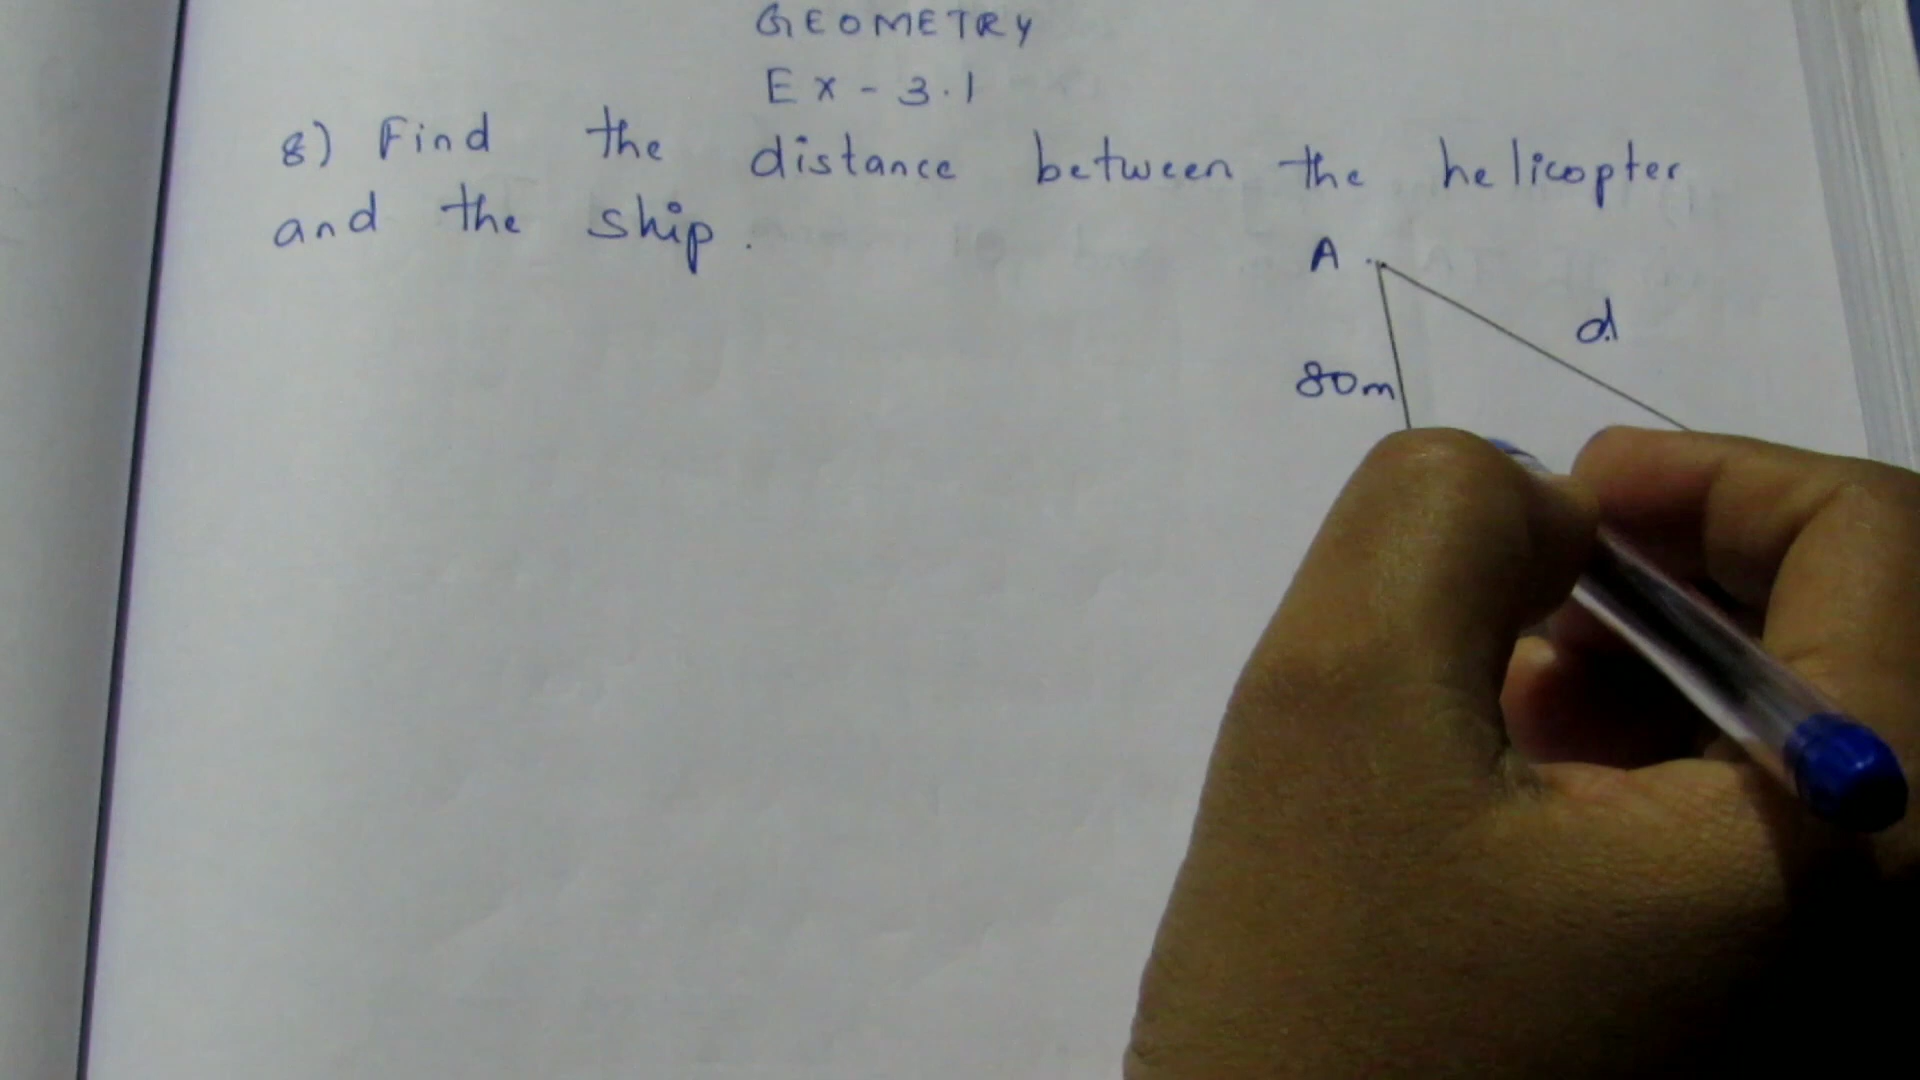 GEOMETRY
Ex - 3.1
8) Find the distance between the helicopter
and the ship.
A
d
80m